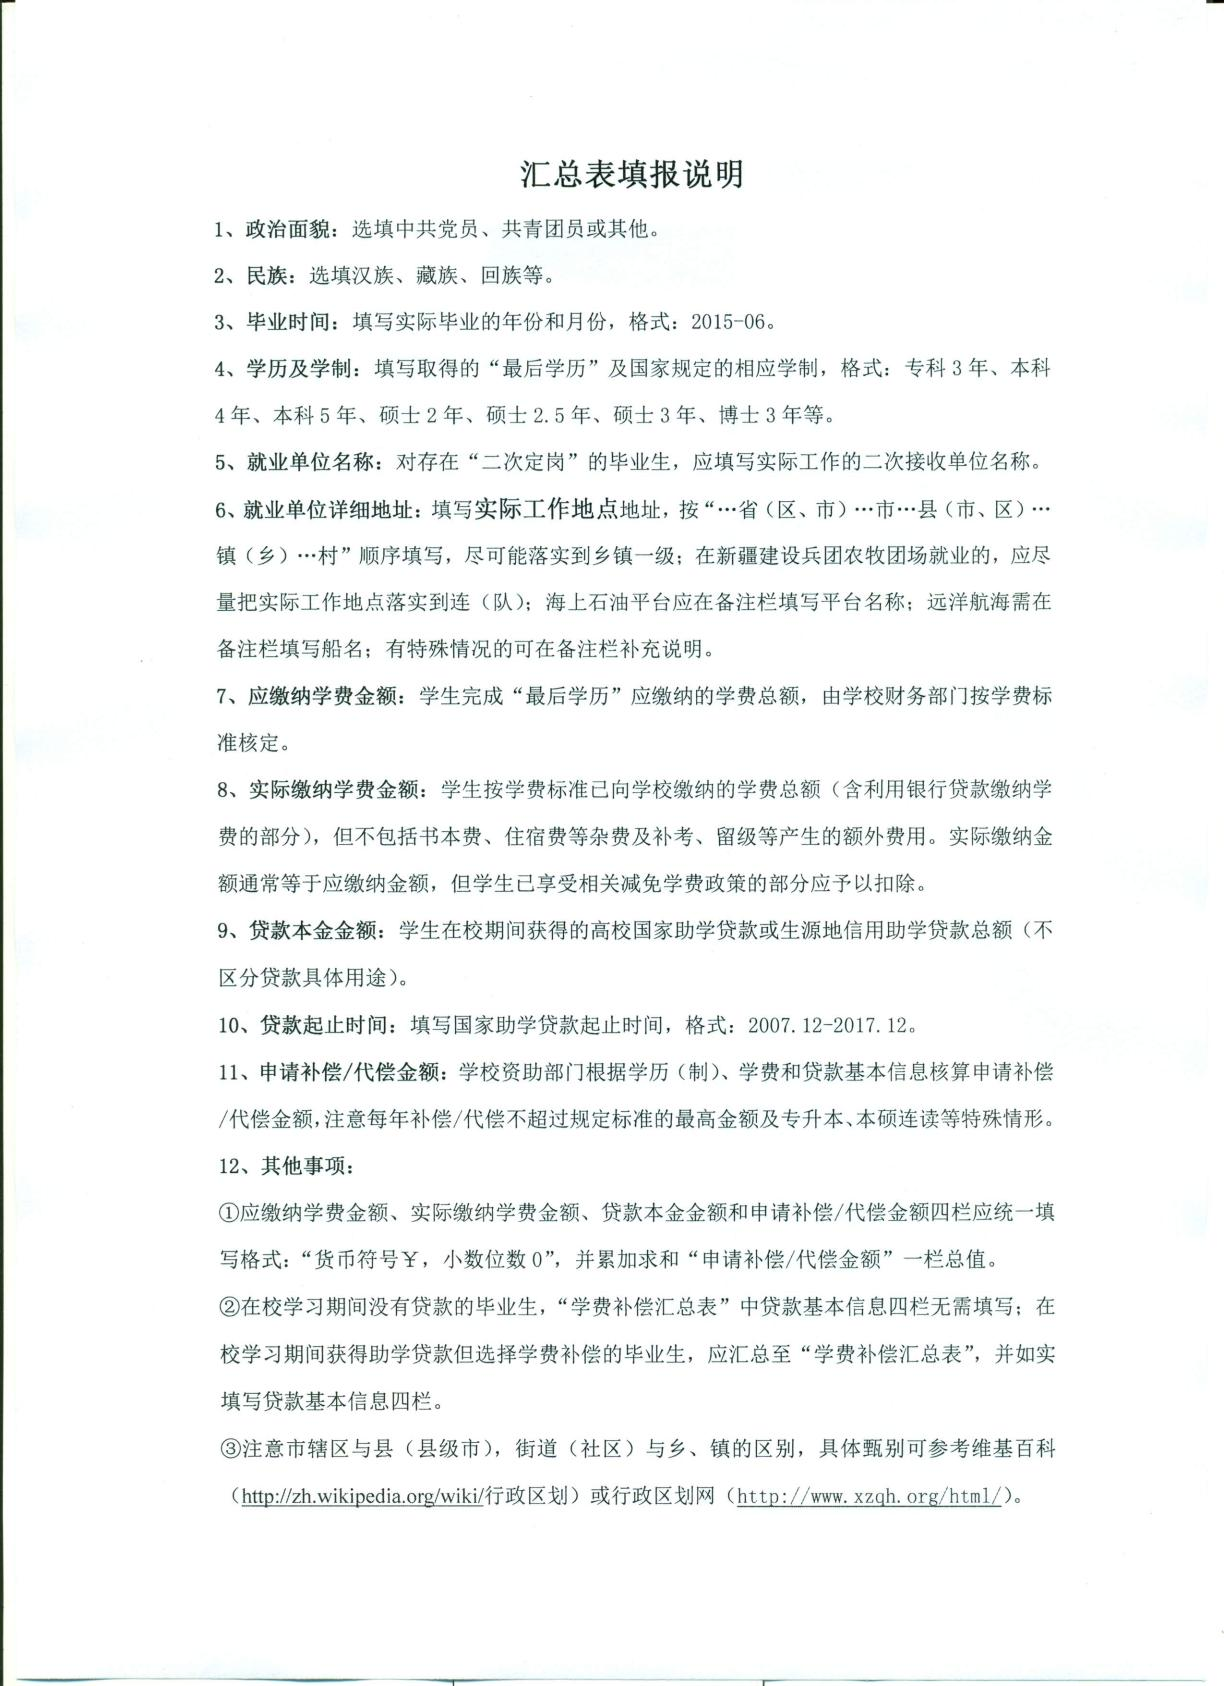 汇总表填报说明
1、政治面貌：选填中共党员、共青团员或其他。
2、民族：选填汉族、藏族、回族等。
3、毕业时间：填写实际毕业的年份和月份，格式：2015-06。
4、学历及学制：填写取得的“最后学历”及国家规定的相应学制，格式：专科 3 年、本科
4 年、本科 5 年、硕士 2 年、硕士 2.5 年、硕士 3 年、博士 3 年等。
5、就业单位名称：对存在“二次定岗”的毕业生，应填写实际工作的二次接收单位名称。
6、就业单位详细地址：填写实际工作地点地址，按“…省（区、市）…市…县（市、区）…
镇（乡）…村”顺序填写，尽可能落实到乡镇一级；在新疆建设兵团农牧团场就业的，应尽
量把实际工作地点落实到连（队）；海上石油平台应在备注栏填写平台名称；远洋航海需在
备注栏填写船名；有特殊情况的可在备注栏补充说明。
7、应缴纳学费金额：学生完成“最后学历”应缴纳的学费总额，由学校财务部门按学费标
准核定。
8、实际缴纳学费金额：学生按学费标准已向学校缴纳的学费总额（含利用银行贷款缴纳学
费的部分），但不包括书本费、住宿费等杂费及补考、留级等产生的额外费用。实际缴纳金
额通常等于应缴纳金额，但学生已享受相关减免学费政策的部分应予以扣除。
9、贷款本金金额：学生在校期间获得的高校国家助学贷款或生源地信用助学贷款总额（不
区分贷款具体用途）。
10、贷款起止时间：填写国家助学贷款起止时间，格式：2007.12-2017.12。
11、申请补偿/代偿金额：学校资助部门根据学历（制）、学费和贷款基本信息核算申请补偿
/代偿金额，注意每年补偿/代偿不超过规定标准的最高金额及专升本、本硕连读等特殊情形。
12、其他事项：
①应缴纳学费金额、实际缴纳学费金额、贷款本金金额和申请补偿/代偿金额四栏应统一填
写格式：“货币符号￥，小数位数 0”，并累加求和“申请补偿/代偿金额”一栏总值。
②在校学习期间没有贷款的毕业生，“学费补偿汇总表”中贷款基本信息四栏无需填写；在
校学习期间获得助学贷款但选择学费补偿的毕业生，应汇总至“学费补偿汇总表”，并如实
填写贷款基本信息四栏。
③注意市辖区与县（县级市），街道（社区）与乡、镇的区别，具体甄别可参考维基百科
（http://zh.wikipedia.org/wiki/行政区划）或行政区划网（http://www.xzqh.org/html/）。